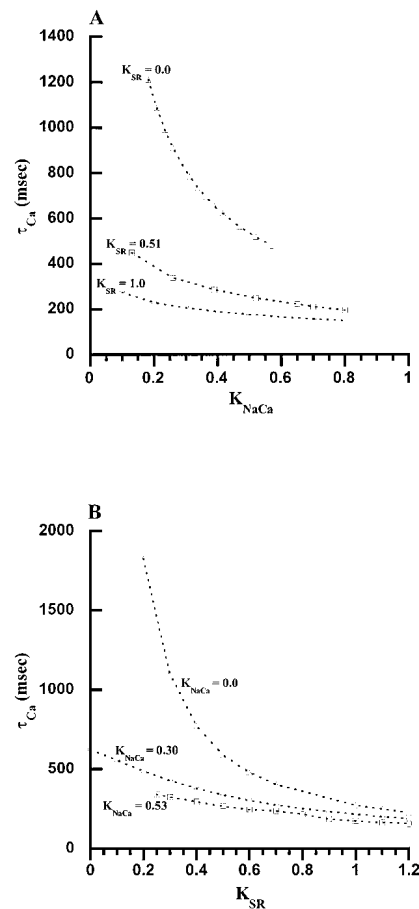 A
1400
1200
1000
800
600
400
200
0
τCa (msec)
KSR = 0.0
KSR = 0.51
KSR = 1.0
0 0.2 0.4 0.6 0.8 1
KNaCa
B
2000
1500
1000
500
0
τCa (msec)
KNaCa = 0.0
KNaCa = 0.30
KNaCa = 0.53
0 0.2 0.4 0.6 0.8 1 1.2
KSR